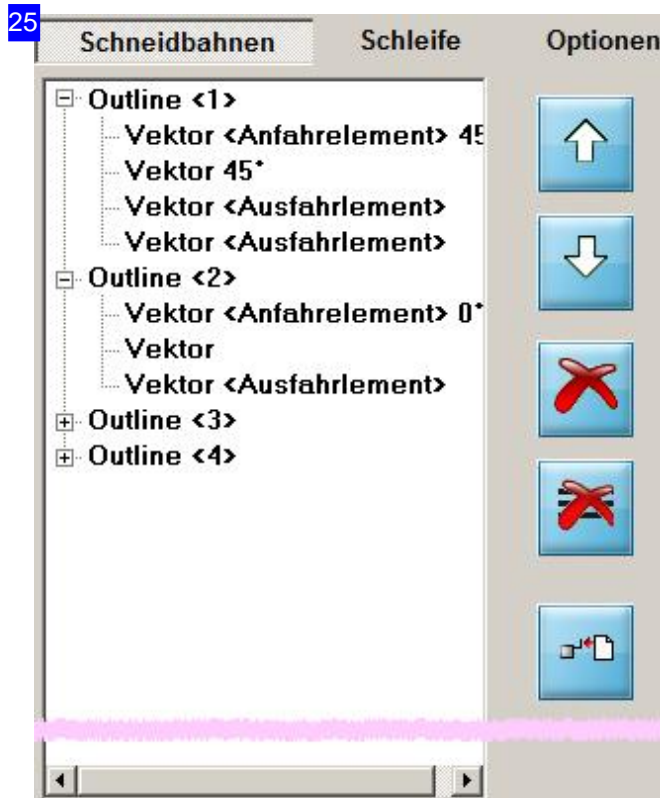 25
Schneidbahnen Schleife Optionen
Outline <1>
Vektor <Anfahrelement> 45
Vektor 45°
Vektor <Ausfahrlement>
Vektor <Ausfahrlement>
Outline <2>
Vektor <Anfahrelement> 0°
Vektor
Vektor <Ausfahrlement>
Outline <3>
Outline <4>